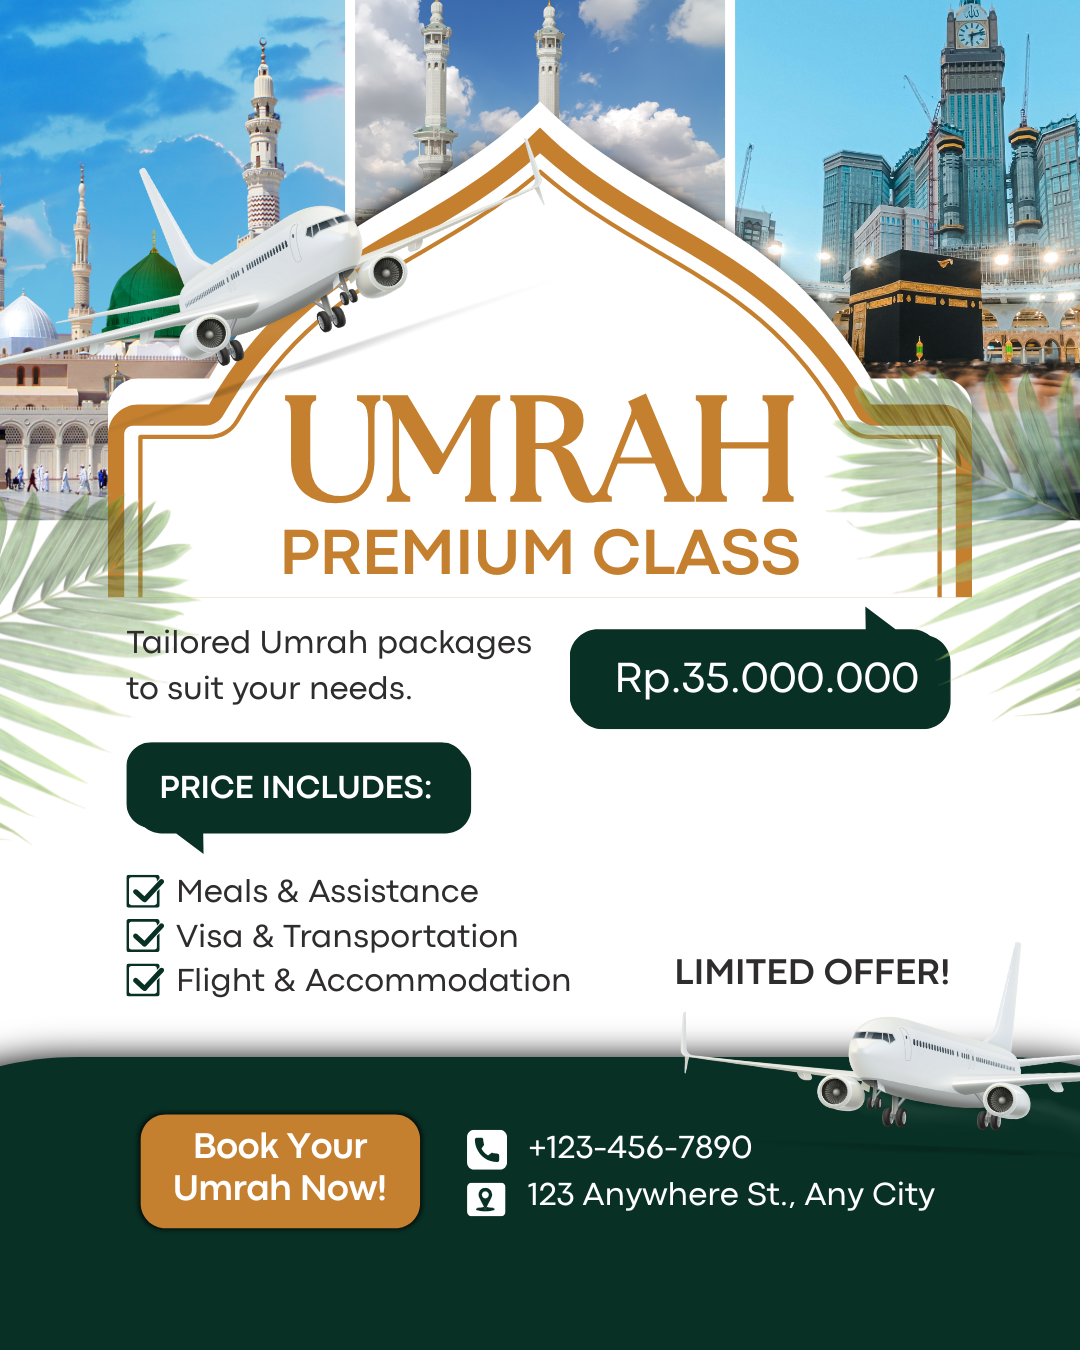 UMRAH
PREMIUM CLASS
Tailored Umrah packages
to suit your needs.
Rp.35.000.000
PRICE INCLUDES:
Meals & Assistance
Visa & Transportation
Flight & Accommodation
LIMITED OFFER!
Book Your
Umrah Now!
+123-456-7890
123 Anywhere St., Any City